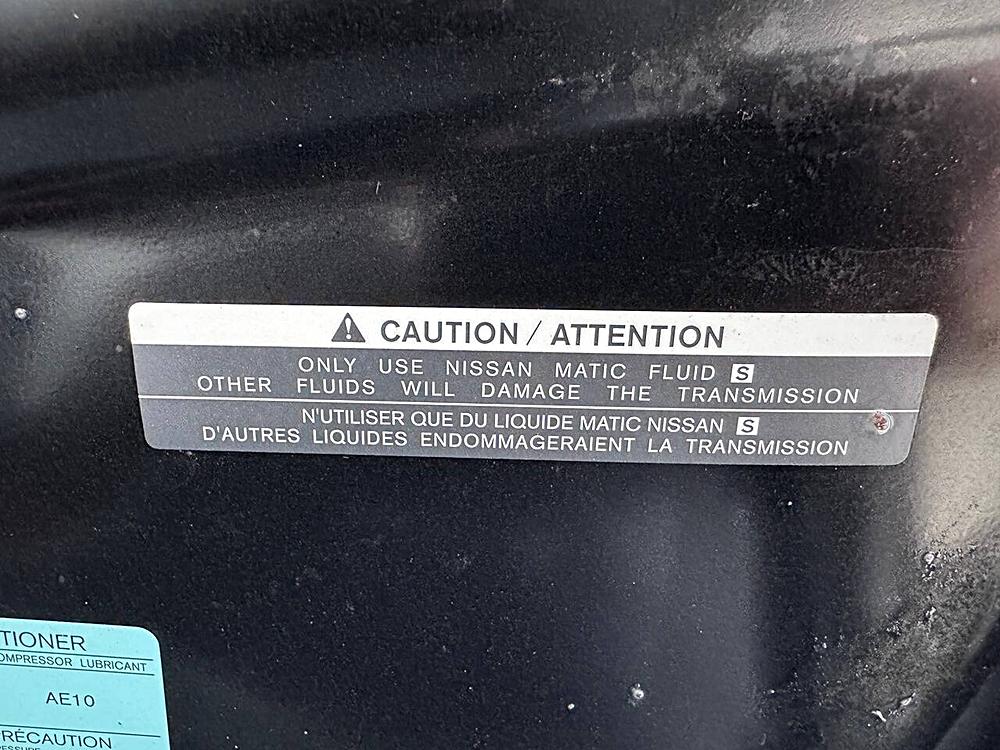 CAUTION / ATTENTION
ONLY USE NISSAN MATIC FLUID S
OTHER FLUIDS WILL DAMAGE THE TRANSMISSION
N'UTILISER QUE DU LIQUIDE MATIC NISSAN S
D'AUTRES LIQUIDES ENDOMMAGERAIENT LA TRANSMISSION
TIONER
OMPRESSOR LUBRICANT
AE10
PRÉCAUTION